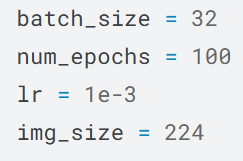 batch_size = 32
num_epochs = 100
lr = 1e-3
img_size = 224